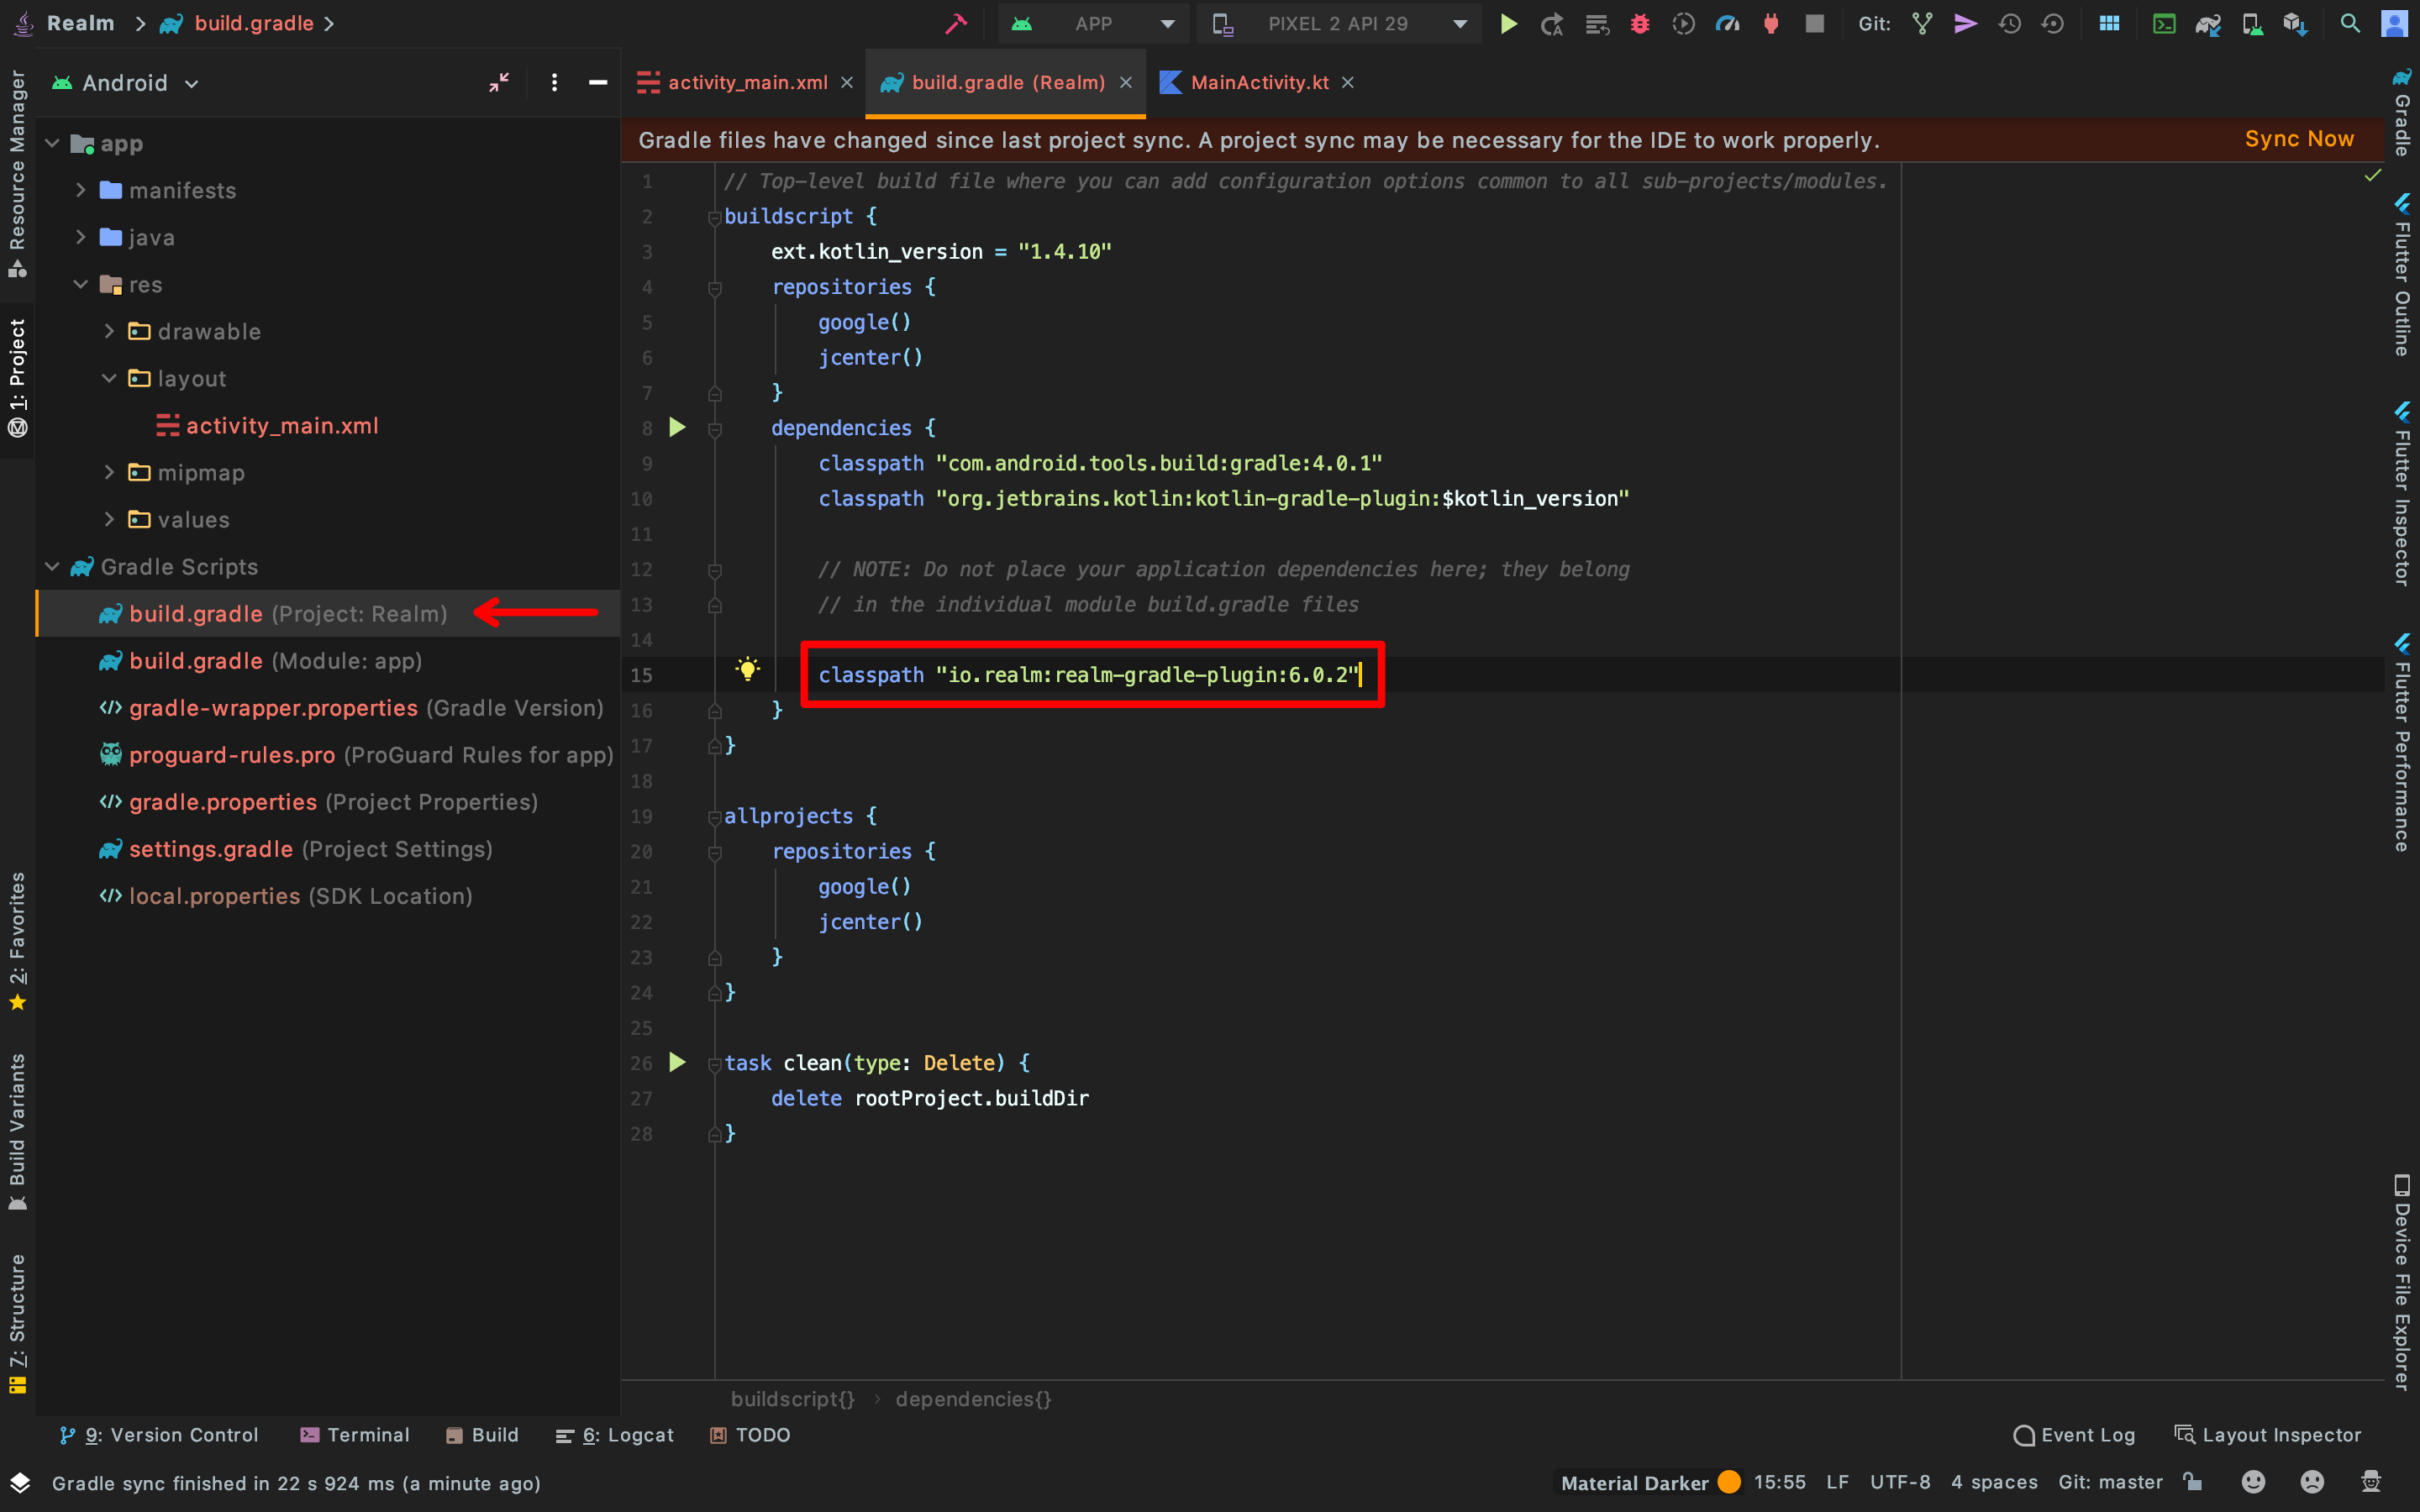 Realm > build.gradle >
APP
PIXEL 2 API 29
Git:
Android
activity_main.xml
build.gradle (Realm)
MainActivity.kt
Gradle files have changed since last project sync. A project sync may be necessary for the IDE to work properly.
Sync Now
app
manifests
java
res
drawable
layout
activity_main.xml
mipmap
values
Gradle Scripts
build.gradle (Project: Realm)
build.gradle (Module: app)
gradle-wrapper.properties (Gradle Version)
proguard-rules.pro (ProGuard Rules for app)
gradle.properties (Project Properties)
settings.gradle (Project Settings)
local.properties (SDK Location)
1 // Top-level build file where you can add configuration options common to all sub-projects/modules.
2 buildscript {
3 ext.kotlin_version = "1.4.10"
4 repositories {
5 google()
6 jcenter()
7 }
8 dependencies {
9 classpath "com.android.tools.build:gradle:4.0.1"
10 classpath "org.jetbrains.kotlin:kotlin-gradle-plugin:$kotlin_version"
11
12 // NOTE: Do not place your application dependencies here; they belong
13 // in the individual module build.gradle files
14
15 classpath "io.realm:realm-gradle-plugin:6.0.2"
16 }
17 }
18
19 allprojects {
20 repositories {
21 google()
22 jcenter()
23 }
24 }
25
26 task clean(type: Delete) {
27 delete rootProject.buildDir
28 }
buildscript{} > dependencies{}
Resource Manager
1: Project
2: Favorites
Build Variants
7: Structure
Gradle
Flutter Outline
Flutter Inspector
Flutter Performance
Device File Explorer
9: Version Control
Terminal
Build
6: Logcat
TODO
Event Log
Layout Inspector
Gradle sync finished in 22 s 924 ms (a minute ago)
Material Darker
15:55
LF
UTF-8
4 spaces
Git: master